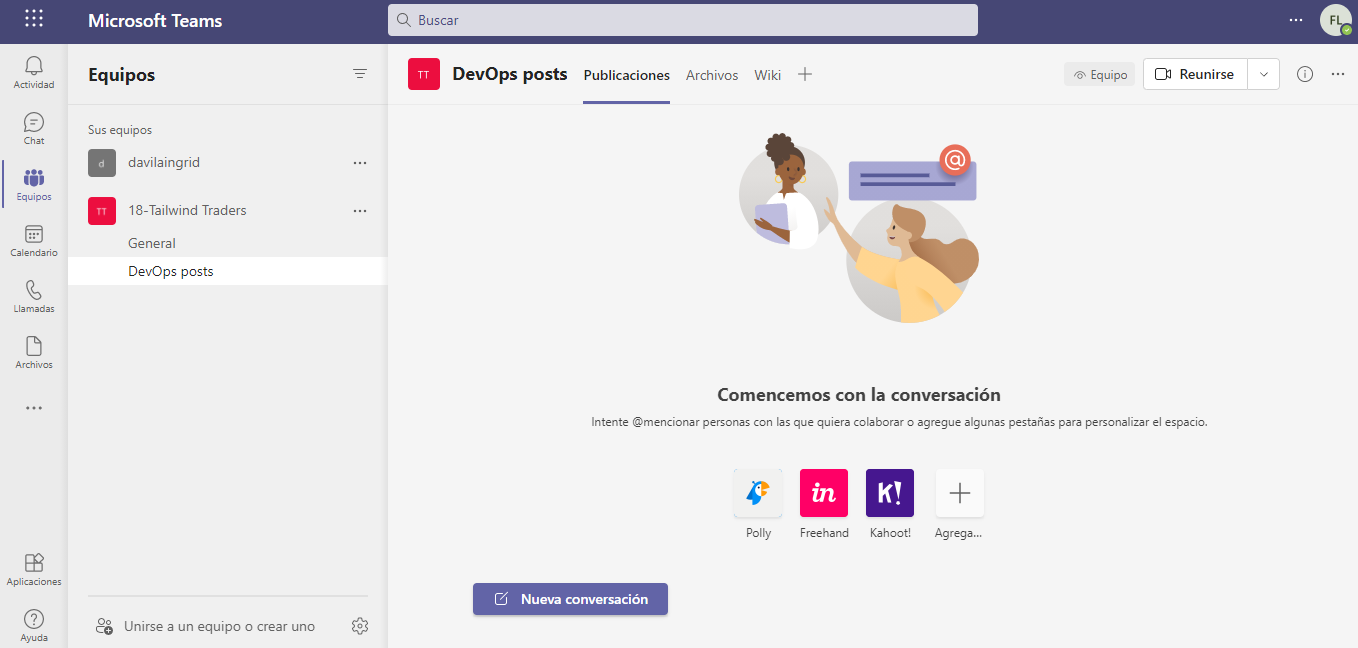 Microsoft Teams
Buscar
FL
Actividad
Chat
Equipos
Calendario
Llamadas
Archivos
Aplicaciones
Ayuda
Equipos
Sus equipos
d
davilaingrid
TT
18-Tailwind Traders
General
DevOps posts
Unirse a un equipo o crear uno
TT
DevOps posts
Publicaciones
Archivos
Wiki
Equipo
Reunirse
@
Comencemos con la conversación
Intente @mencionar personas con las que quiera colaborar o agregue algunas pestañas para personalizar el espacio.
in
K!
Polly
Freehand
Kahoot!
Agrega...
Nueva conversación